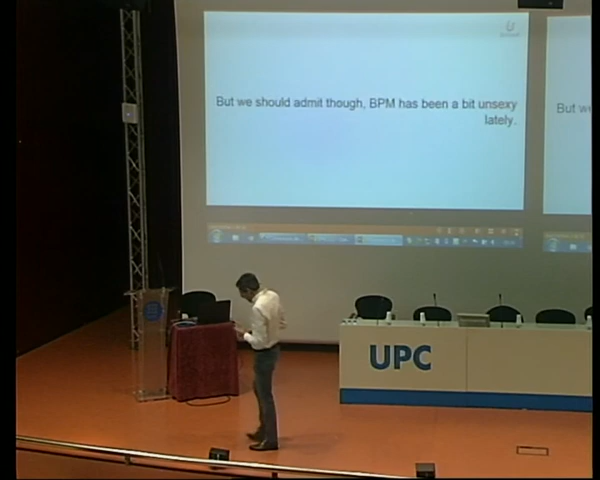 But we should admit though, BPM has been a bit unsexy
lately.
But we
UPC